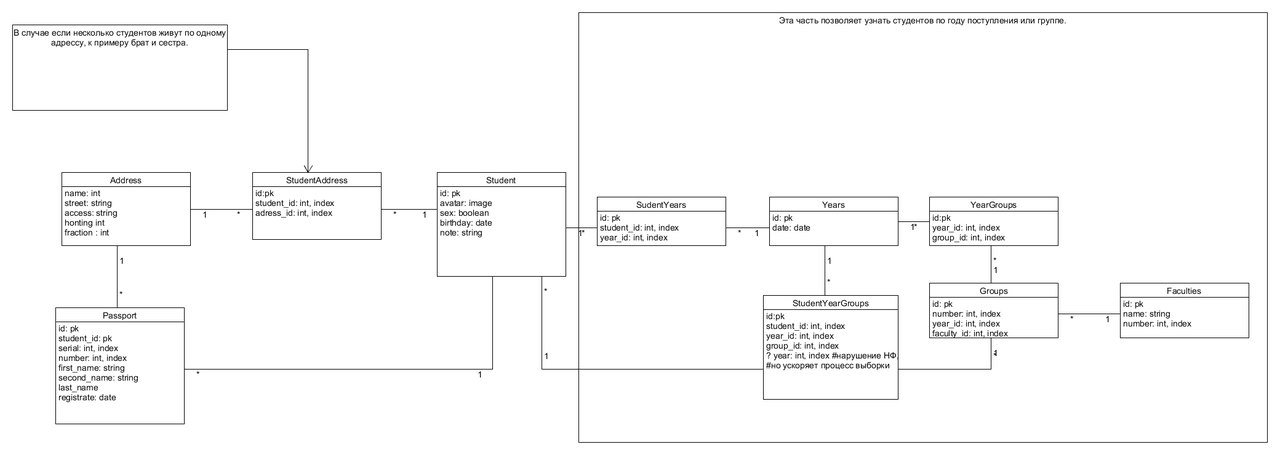 Эта часть позволяет узнать студентов по году поступления или группе.
В случае если несколько студентов живут по одному
адрессу, к примеру брат и сестра.
Address
name: int
street: string
access: string
honting int
fraction : int
1
*
StudentAddress
id:pk
student_id: int, index
adress_id: int, index
*
1
Student
id: pk
avatar: image
sex: boolean
birthday: date
note: string
1*
SudentYears
id: pk
student_id: int, index
year_id: int, index
*
1
Years
id: pk
date: date
1*
YearGroups
id:pk
year_id: int, index
group_id: int, index
1
*
1
*
*
1
Passport
id: pk
student_id: pk
serial: int, index
number: int, index
first_name: string
second_name: string
last_name
registrate: date
*
1
*
1
StudentYearGroups
id:pk
student_id: int, index
year_id: int, index
group_id: int, index
? year: int, index #нарушение НФ,
#но ускоряет процесс выборки
Groups
id: pk
number: int, index
year_id: int, index
faculty_id: int, index
*
1
Faculties
id: pk
name: string
number: int, index